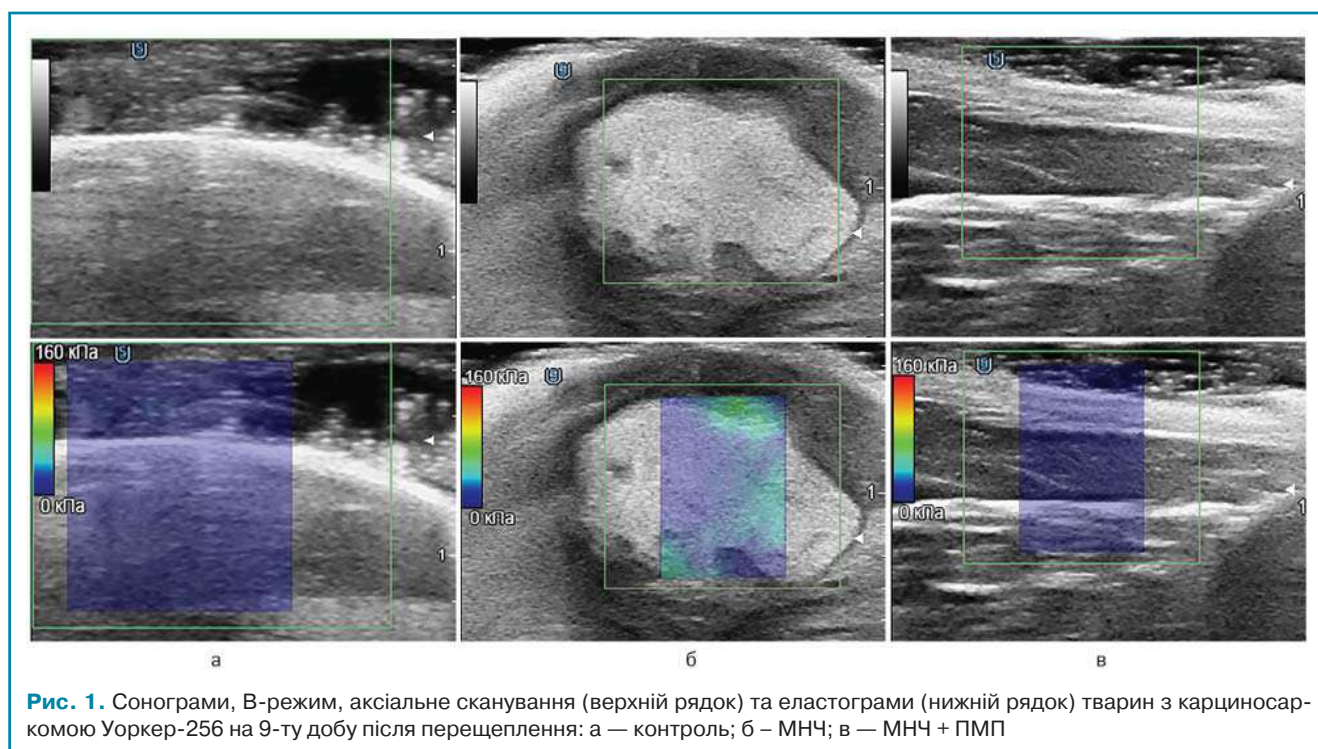 1
1
1
160 кПа
0 кПа
1
160 кПа
0 кПа
1
160 кПа
0 кПа
1
а
б
в
Рис. 1. Сонограми, В-режим, аксіальне сканування (верхній рядок) та еластограми (нижній рядок) тварин з карциносар-
комою Уоркер-256 на 9-ту добу після перещеплення: а — контроль; б – МНЧ; в — МНЧ + ПМП